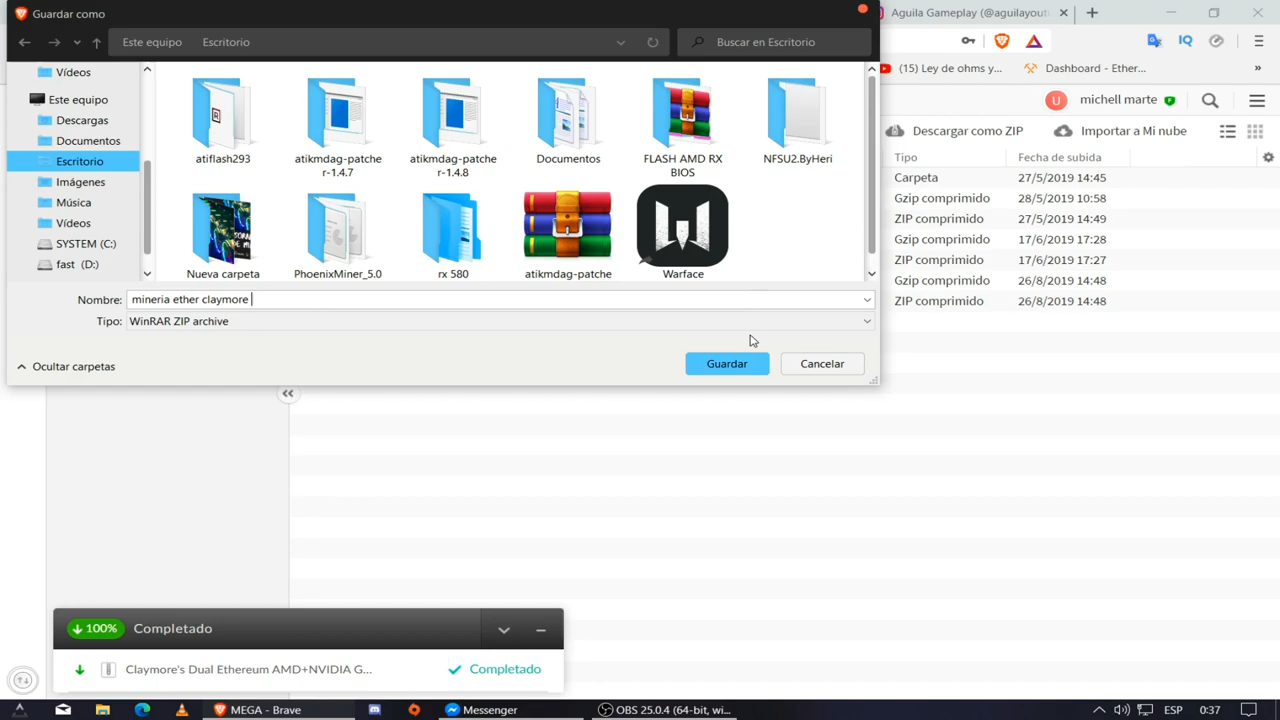 Guardar como
Aguila Gameplay (@aguilayout
Este equipo
Escritorio
Buscar en Escritorio
IQ
(15) Ley de ohms y...
Dashboard - Ether...
»
Vídeos
Este equipo
Descargas
Documentos
Escritorio
Imágenes
Música
Vídeos
SYSTEM (C:)
fast (D:)
atiflash293
atikmdag-patche
r-1.4.7
atikmdag-patche
r-1.4.8
Documentos
FLASH AMD RX
BIOS
NFSU2.ByHeri
Nueva carpeta
PhoenixMiner_5.0
rx 580
atikmdag-patche
Warface
U
michell marte
Descargar como ZIP
Importar a Mi nube
Tipo
Fecha de subida
Carpeta
27/5/2019 14:45
Gzip comprimido
28/5/2019 10:58
ZIP comprimido
27/5/2019 14:49
Gzip comprimido
17/6/2019 17:28
ZIP comprimido
17/6/2019 17:27
Gzip comprimido
26/8/2019 14:48
ZIP comprimido
26/8/2019 14:48
Nombre:
mineria ether claymore
Tipo:
WinRAR ZIP archive
Ocultar carpetas
Guardar
Cancelar
100%
Completado
Claymore's Dual Ethereum AMD+NVIDIA G...
Completado
MEGA - Brave
Messenger
OBS 25.0.4 (64-bit, wi...
ESP
0:37